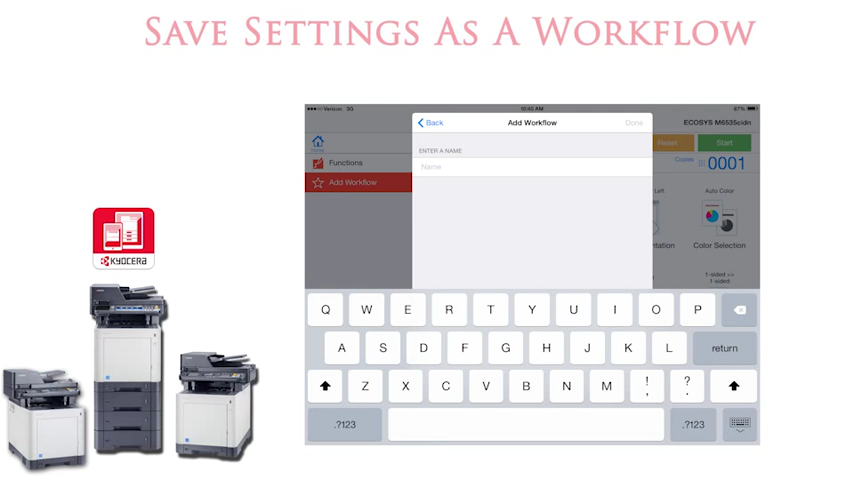 SAVE SETTINGS AS A WORKFLOW
Verizon 3G 10:40 AM 67%
Back Add Workflow Done ECOSYS M6535cidn
Home
Reset Start
ENTER A NAME
Copies 0001
Functions
Name
Add Workflow
Left Auto Color
ntation Color Selection
1-sided >>
1-sided
KYOCERA
Q W E R T Y U I O P
A S D F G H J K L return
Z X C V B N M ! , ? .
.?123 .?123